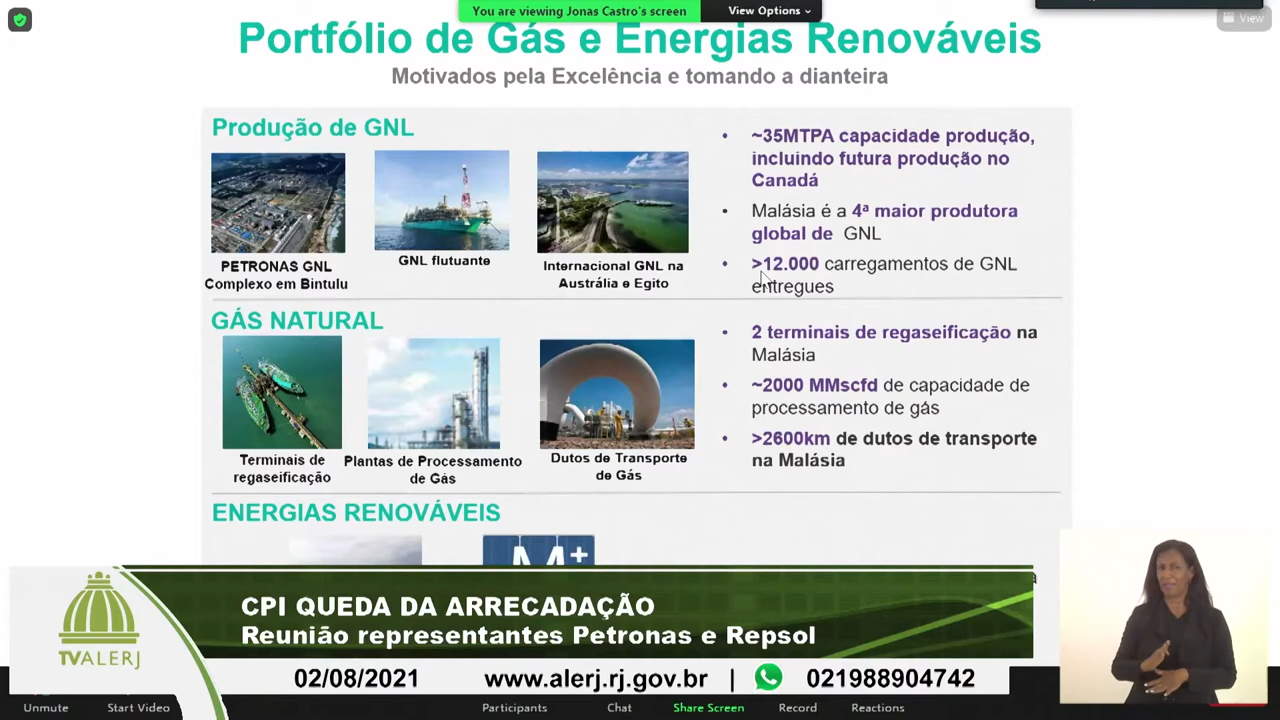 You are viewing Jonas Castro's screen
View Options
View
Portfólio de Gás e Energias Renováveis
Motivados pela Excelência e tomando a dianteira
Produção de GNL
PETRONAS GNL
Complexo em Bintulu
GNL flutuante
Internacional GNL na
Austrália e Egito
• ~35MTPA capacidade produção,
incluindo futura produção no
Canadá
• Malásia é a 4ª maior produtora
global de GNL
• >12.000 carregamentos de GNL
entregues
GÁS NATURAL
Terminais de
regaseificação
Plantas de Processamento
de Gás
Dutos de Transporte
de Gás
• 2 terminais de regaseificação na
Malásia
• ~2000 MMscfd de capacidade de
processamento de gás
• >2600km de dutos de transporte
na Malásia
ENERGIAS RENOVÁVEIS
M+
TVALERJ
CPI QUEDA DA ARRECADAÇÃO
Reunião representantes Petronas e Repsol
02/08/2021 www.alerj.rj.gov.br | 021988904742
Unmute
Start Video
Participants
Chat
Share Screen
Record
Reactions